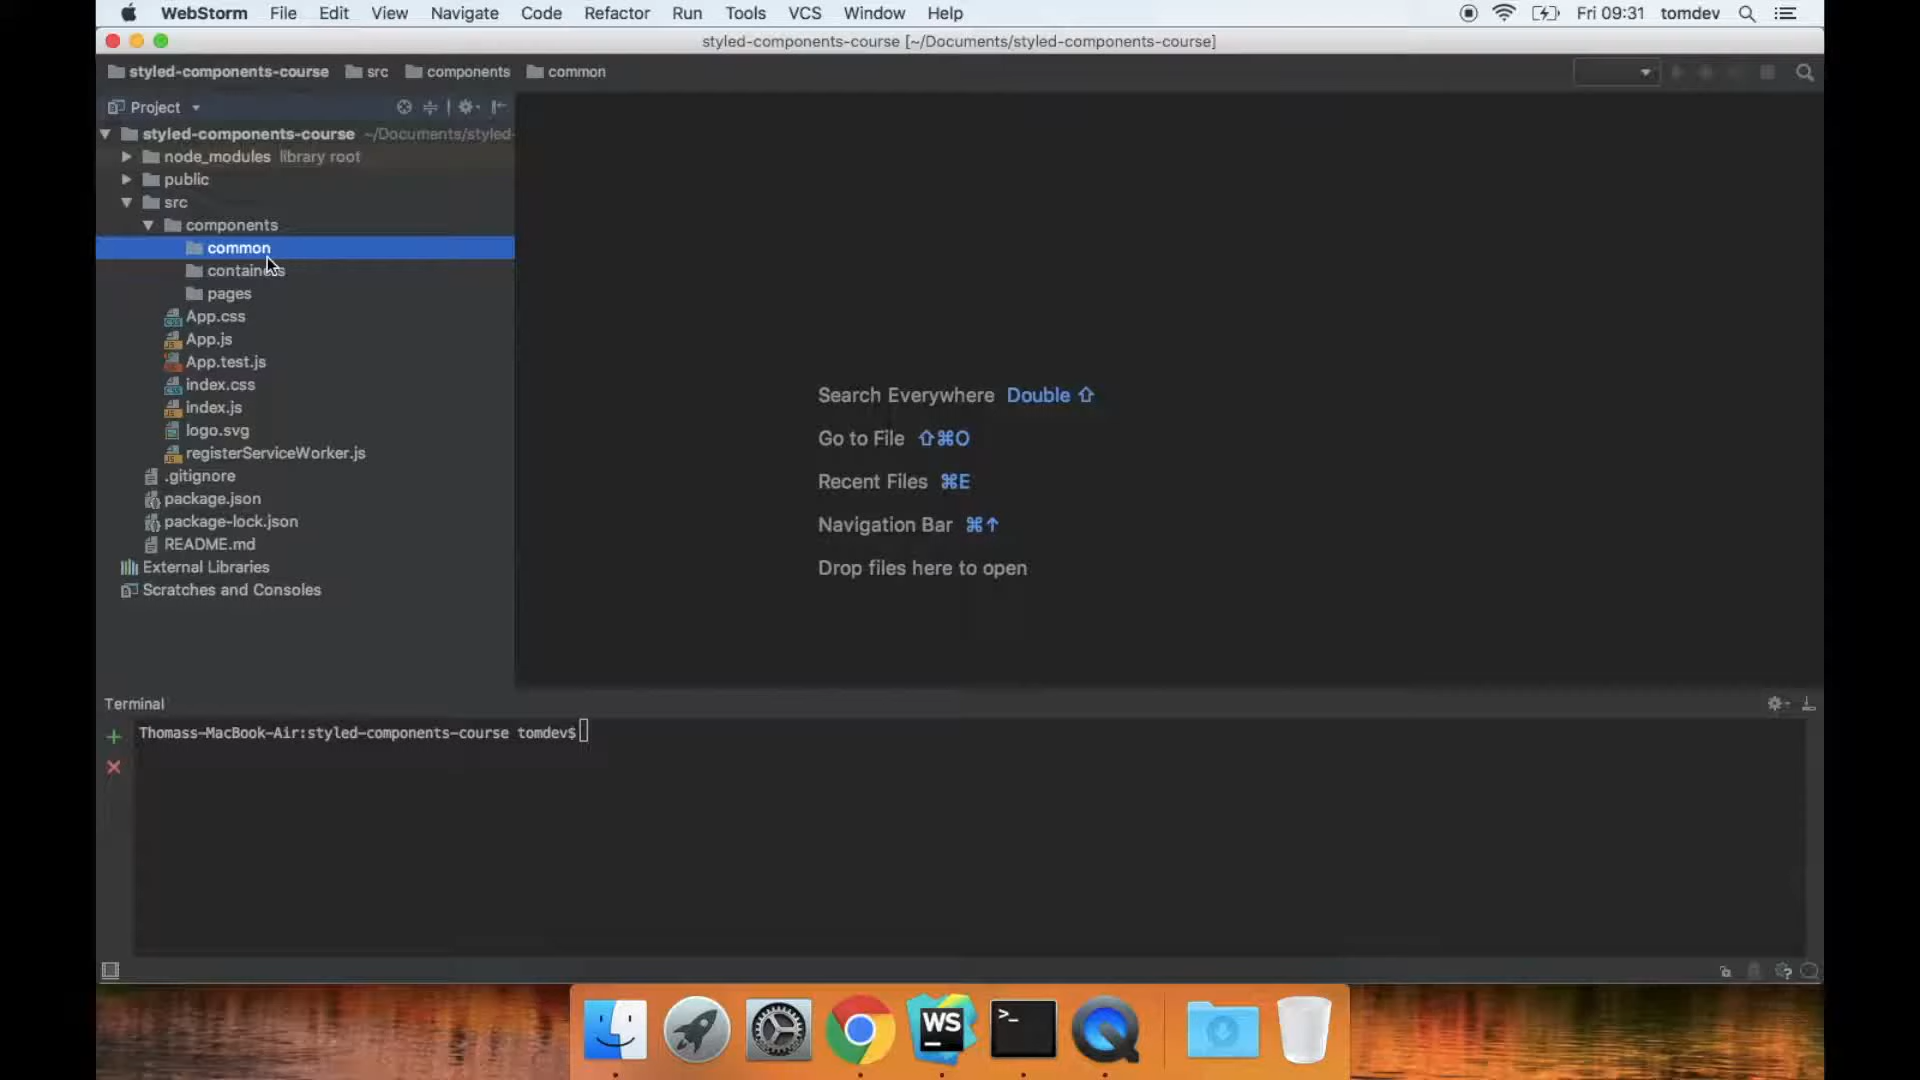 WebStorm File Edit View Navigate Code Refactor Run Tools VCS Window Help Fri 09:31 tomdev
styled-components-course [~/Documents/styled-components-course]
styled-components-course src components common
Project
styled-components-course ~/Documents/styled-
node_modules library root
public
src
components
common
containers
pages
App.css
App.js
App.test.js
index.css
index.js
logo.svg
registerServiceWorker.js
.gitignore
package.json
package-lock.json
README.md
External Libraries
Scratches and Consoles
Search Everywhere Double ⇧
Go to File ⇧⌘O
Recent Files ⌘E
Navigation Bar ⌘↑
Drop files here to open
Terminal
Thomass-MacBook-Air:styled-components-course tomdev$
WS
>_